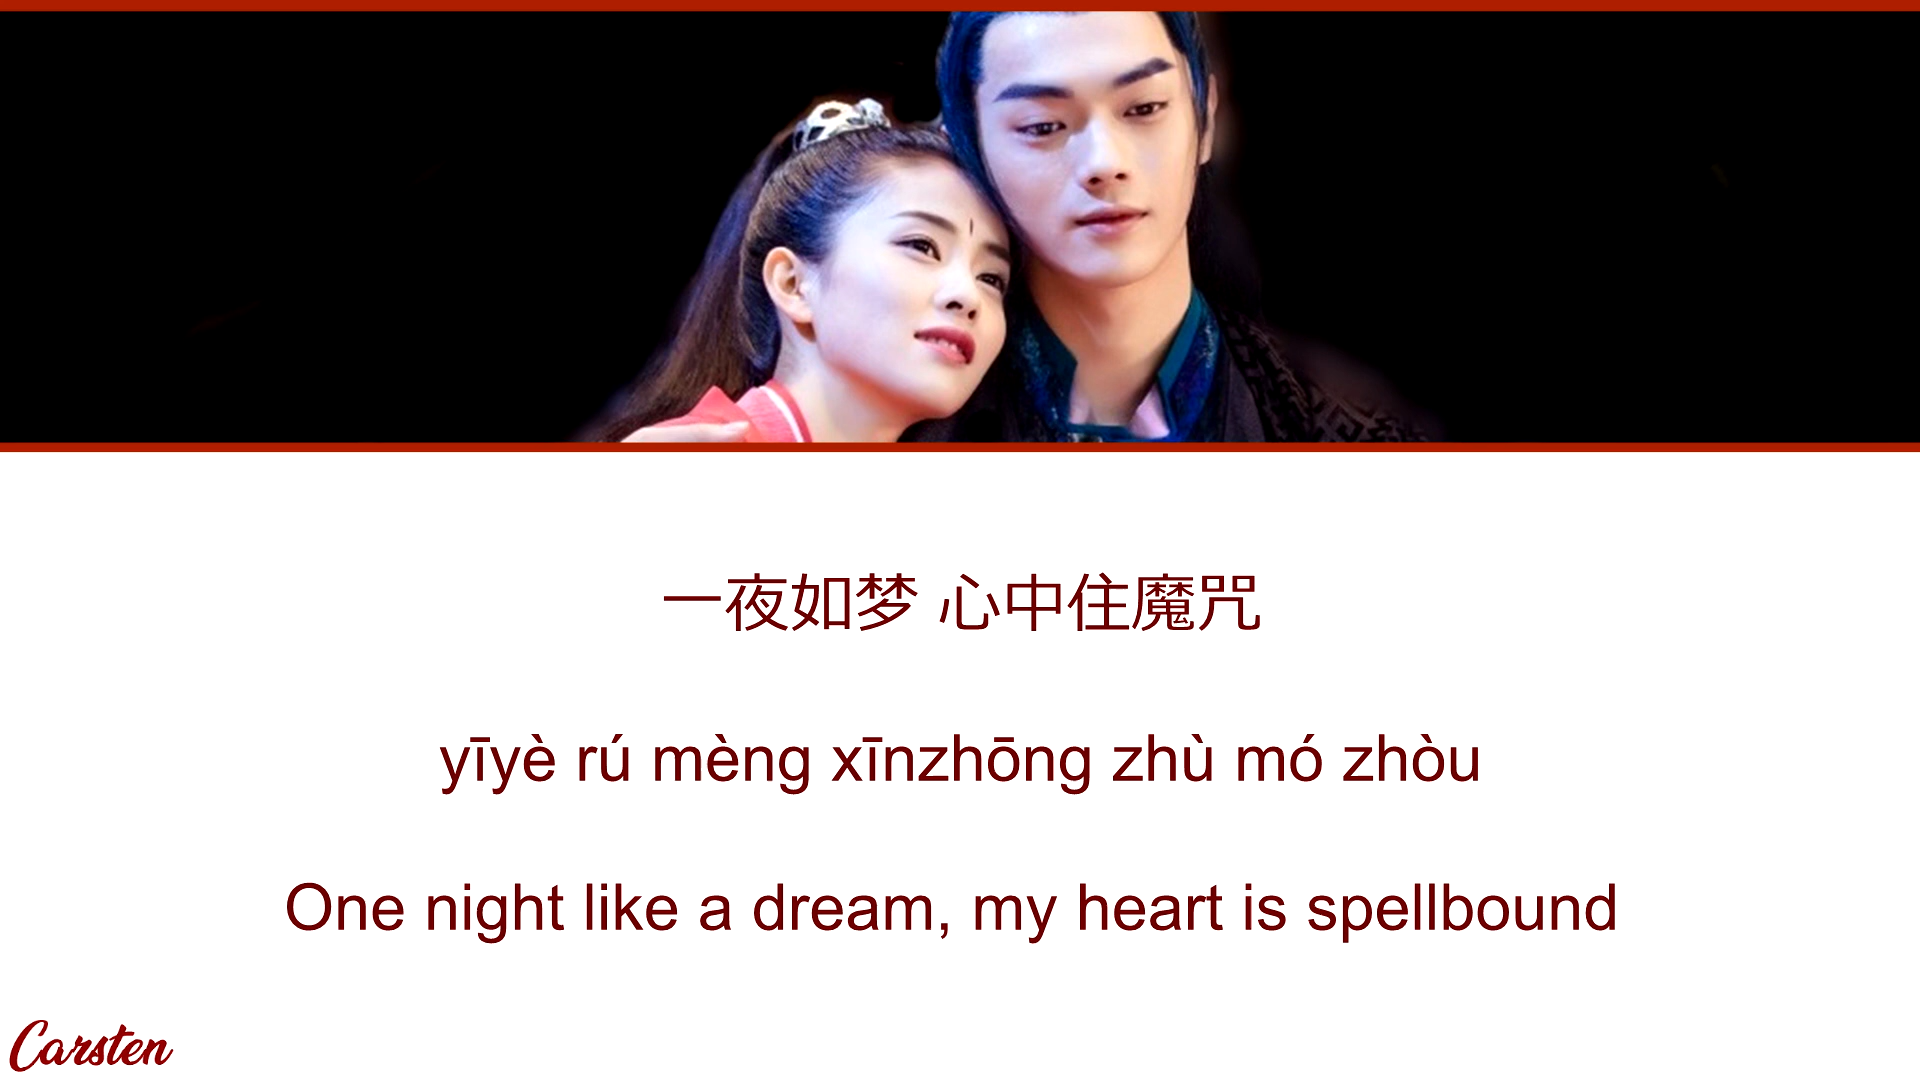 一夜如梦 心中住魔咒
yīyè rú mèng xīnzhōng zhù mó zhòu
One night like a dream, my heart is spellbound
Carsten